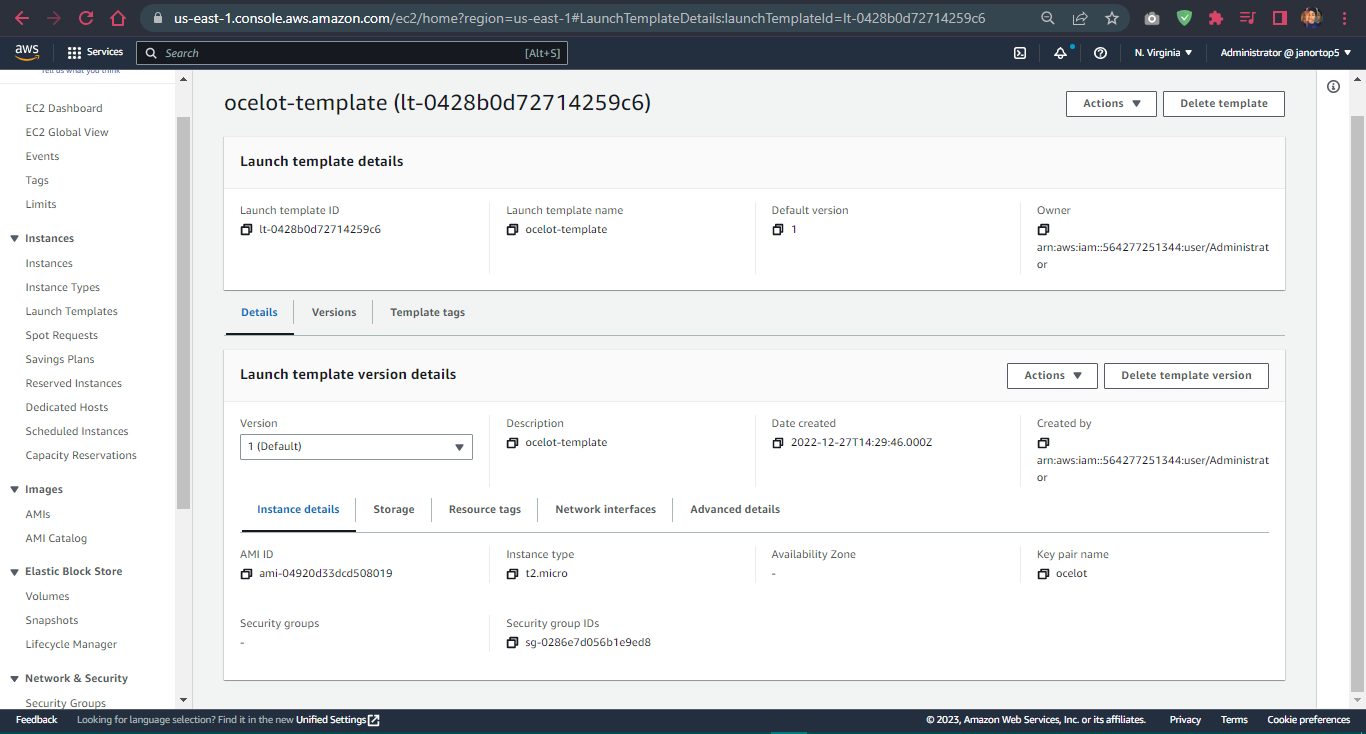 us-east-1.console.aws.amazon.com/ec2/home?region=us-east-1#LaunchTemplateDetails:launchTemplateId=lt-0428b0d72714259c6
aws
Services
Search
[Alt+S]
N. Virginia
Administrator @ janortop5
Tell us what you think
EC2 Dashboard
EC2 Global View
Events
Tags
Limits
Instances
Instances
Instance Types
Launch Templates
Spot Requests
Savings Plans
Reserved Instances
Dedicated Hosts
Scheduled Instances
Capacity Reservations
Images
AMIs
AMI Catalog
Elastic Block Store
Volumes
Snapshots
Lifecycle Manager
Network & Security
Security Groups
ocelot-template (lt-0428b0d72714259c6)
Actions
Delete template
Launch template details
Launch template ID
lt-0428b0d72714259c6
Launch template name
ocelot-template
Default version
1
Owner
arn:aws:iam::564277251344:user/Administrat
or
Details
Versions
Template tags
Launch template version details
Actions
Delete template version
Version
1 (Default)
Description
ocelot-template
Date created
2022-12-27T14:29:46.000Z
Created by
arn:aws:iam::564277251344:user/Administrat
or
Instance details
Storage
Resource tags
Network interfaces
Advanced details
AMI ID
ami-04920d33dcd508019
Instance type
t2.micro
Availability Zone
-
Key pair name
ocelot
Security groups
-
Security group IDs
sg-0286e7d056b1e9ed8
Feedback
Looking for language selection? Find it in the new Unified Settings
© 2023, Amazon Web Services, Inc. or its affiliates.
Privacy
Terms
Cookie preferences